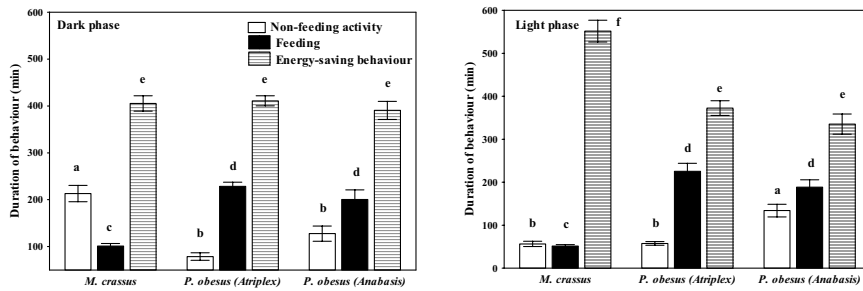 Dark phase
Non-feeding activity
Feeding
Energy-saving behaviour
Duration of behaviour (min)
600
500
400
300
200
100
a
c
e
b
d
e
b
d
e
M. crassus
P. obesus (Atriplex)
P. obesus (Anabasis)
Light phase
Duration of behaviour (min)
600
500
400
300
200
100
0
b
c
f
b
d
e
a
d
e
M. crassus
P. obesus (Atriplex)
P. obesus (Anabasis)